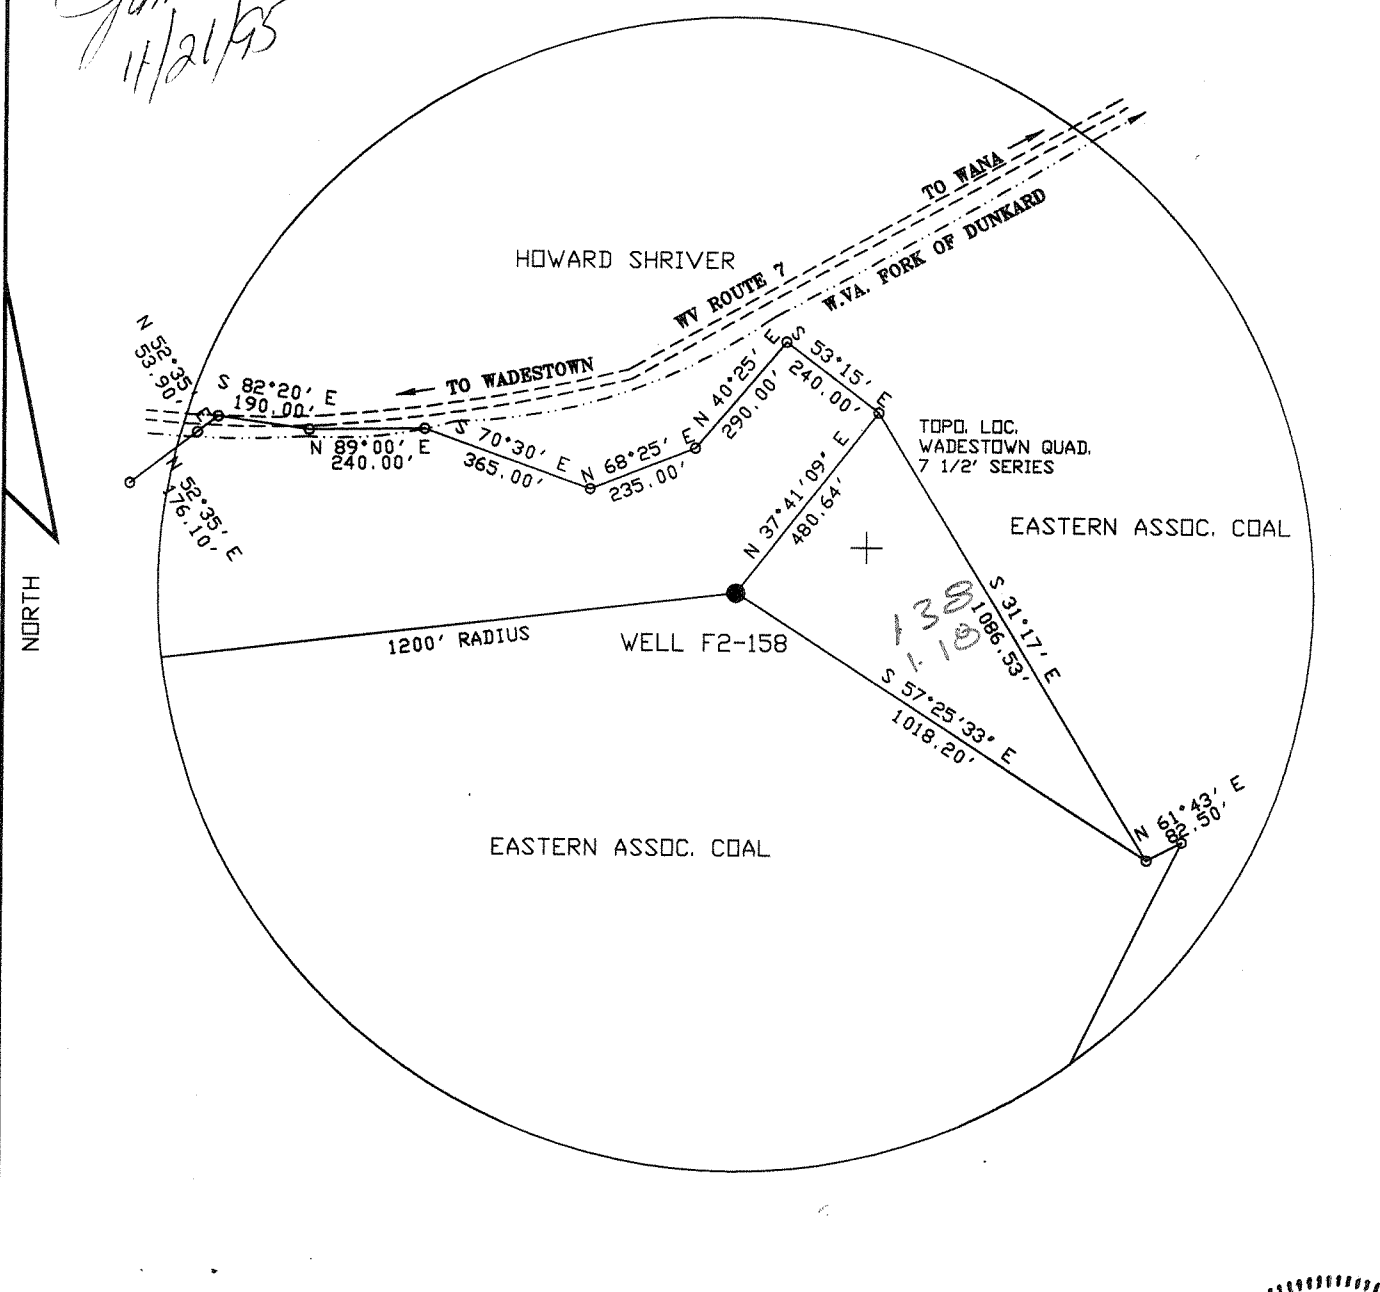 11/21/95
TO WANA
W.VA. FORK OF DUNKARD
HOWARD SHRIVER
WV ROUTE 7
TO WADESTOWN
N 52°35' E
53.90'
S 82°20' E
190.00'
N 52°35' E
176.10'
N 89°00' E
240.00'
S 70°30' E
365.00'
N 68°25' E
235.00'
N 40°25' E
290.00'
S 53°15' E
240.00'
TOPO. LOC.
WADESTOWN QUAD.
7 1/2' SERIES
N 37°41'09" E
480.64'
EASTERN ASSOC. COAL
NORTH
1200' RADIUS
WELL F2-158
1.38
1.18
S 31°17' E
1086.53'
S 57°25'33" E
1018.20'
N 61°43' E
82.50'
EASTERN ASSOC. COAL